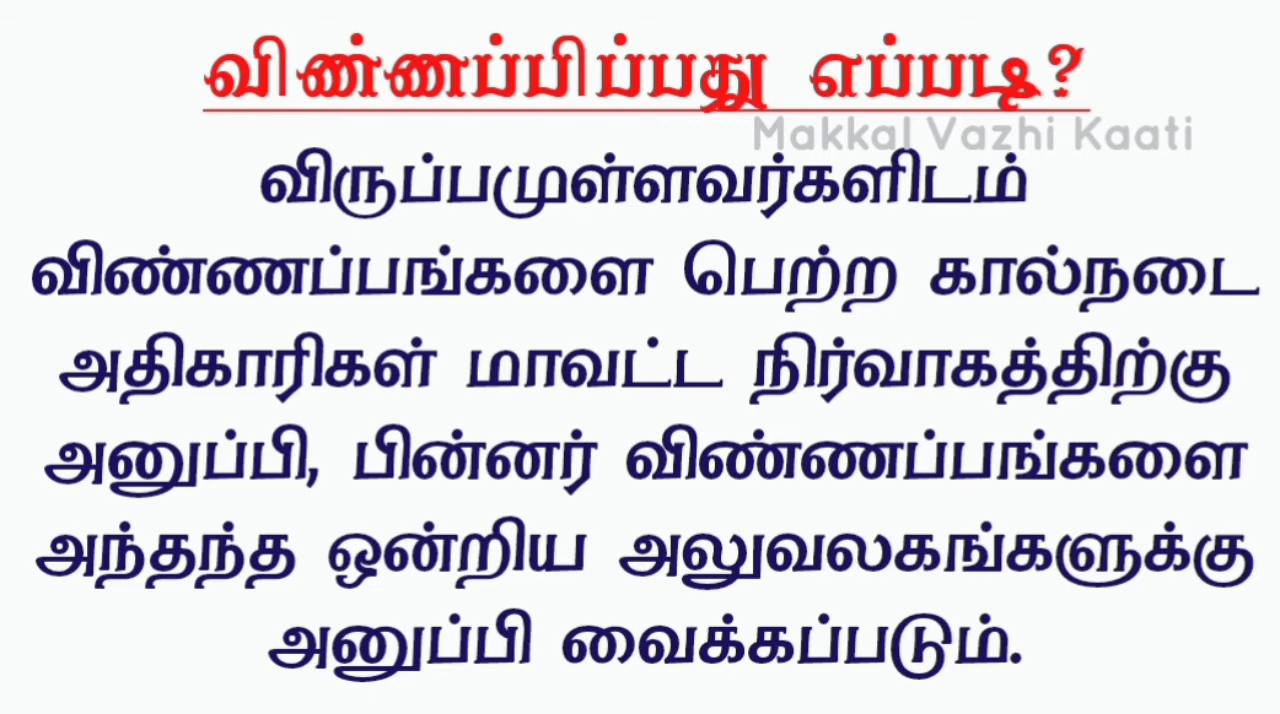 விண்ணப்பிப்பது எப்படி?
Makkal Vazhi Kaati
விருப்பமுள்ளவர்களிடம்
விண்ணப்பங்களை பெற்ற கால்நடை
அதிகாரிகள் மாவட்ட நிர்வாகத்திற்கு
அனுப்பி, பின்னர் விண்ணப்பங்களை
அந்தந்த ஒன்றிய அலுவலகங்களுக்கு
அனுப்பி வைக்கப்படும்.